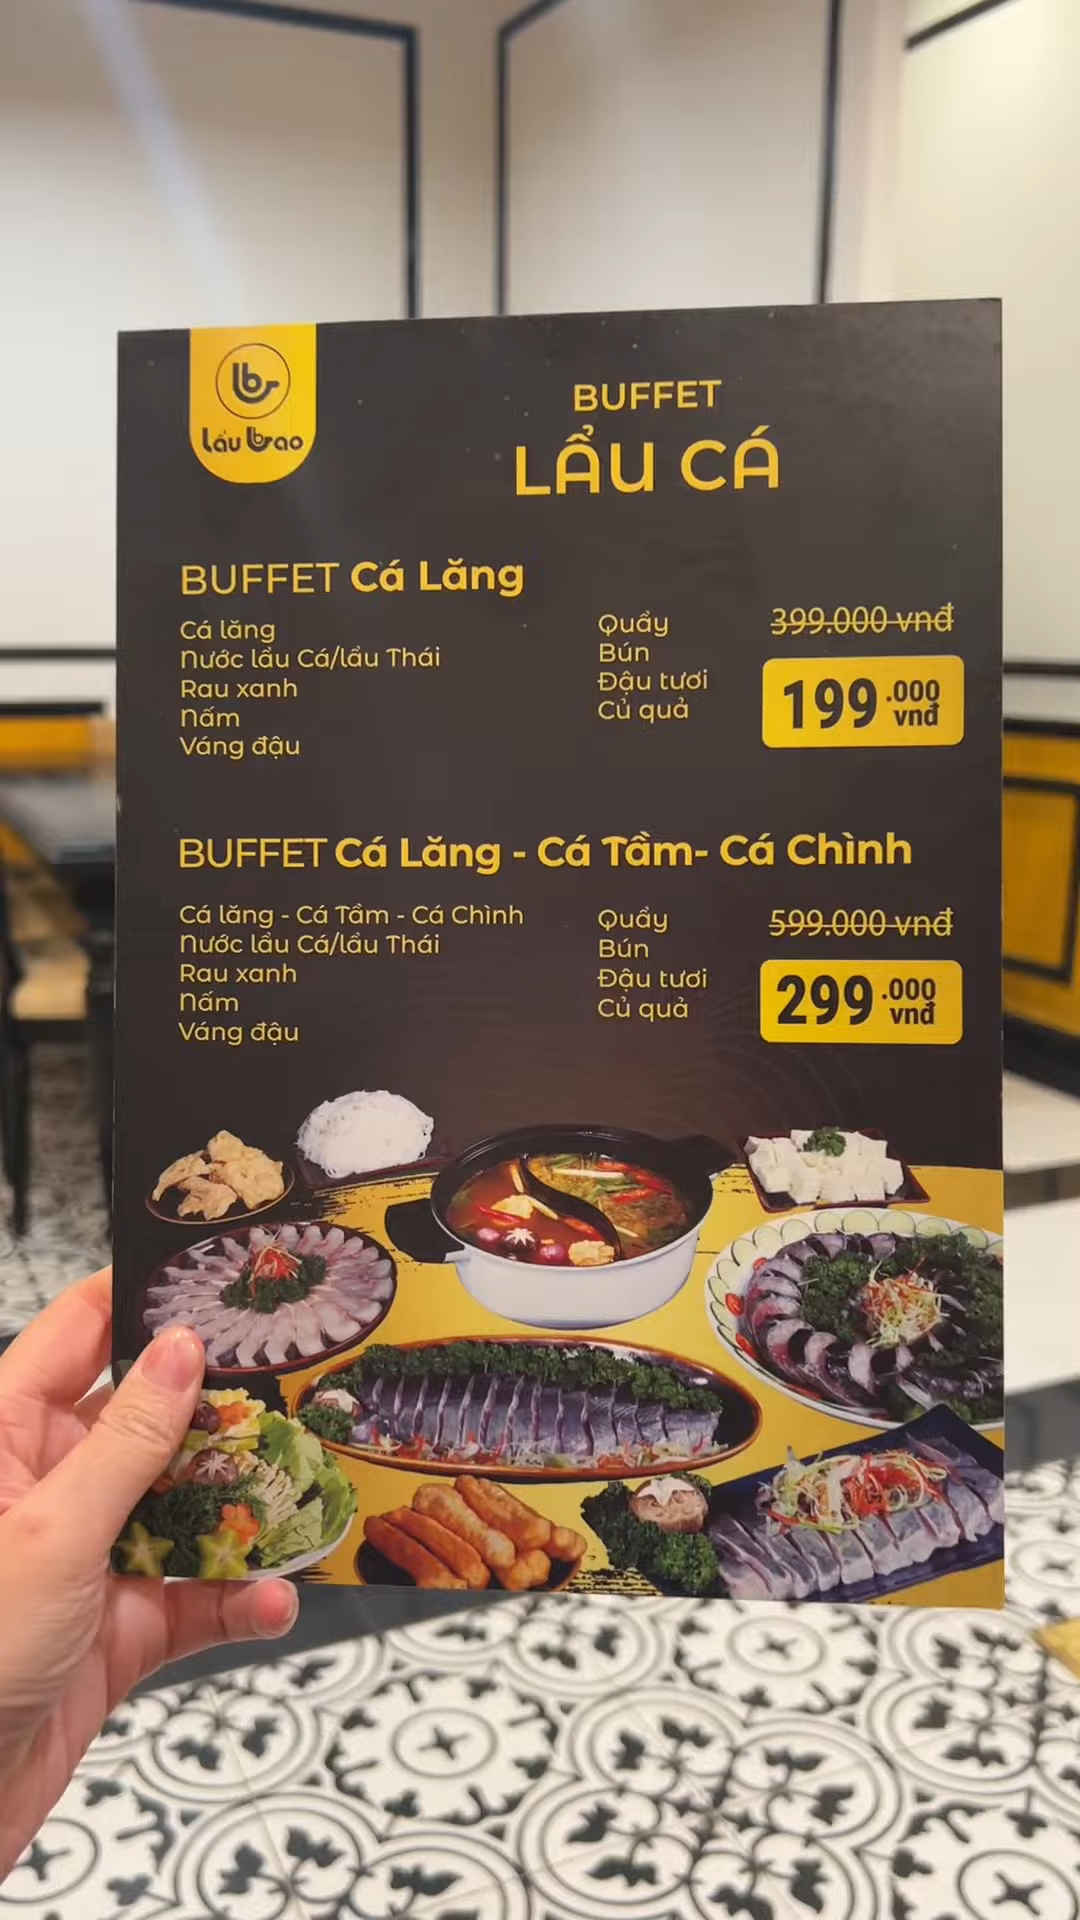 lb
Lẩu bao
BUFFET
LẨU CÁ
BUFFET Cá Lăng
Cá lăng
Nước lẩu Cá/lẩu Thái
Rau xanh
Nấm
Váng đậu
Quẩy
Bún
Đậu tươi
Củ quả
399.000 vnđ
199.000 vnđ
BUFFET Cá Lăng - Cá Tầm- Cá Chình
Cá lăng - Cá Tầm - Cá Chình
Nước lẩu Cá/lẩu Thái
Rau xanh
Nấm
Váng đậu
Quẩy
Bún
Đậu tươi
Củ quả
599.000 vnđ
299.000 vnđ